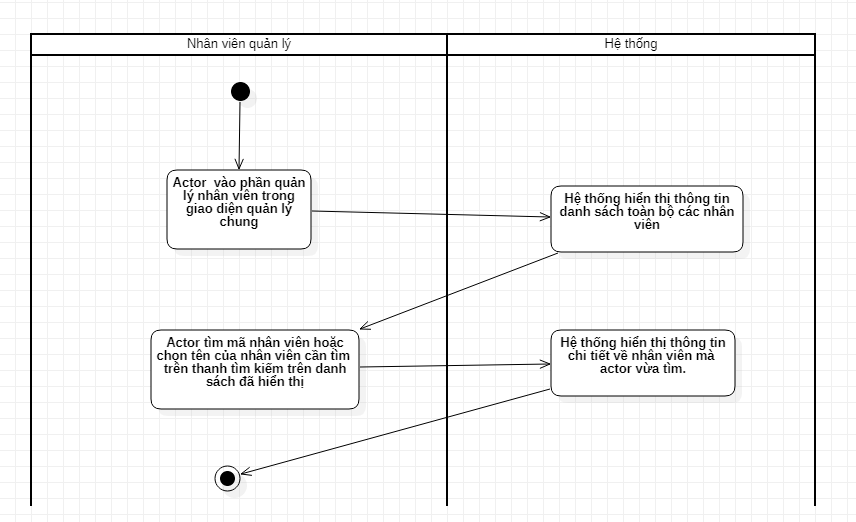 Nhân viên quản lý
Hệ thống
Actor vào phần quản
lý nhân viên trong
giao diện quản lý
chung
Hệ thống hiển thị thông tin
danh sách toàn bộ các nhân
viên
Actor tìm mã nhân viên hoặc
chọn tên của nhân viên cần tìm
trên thanh tìm kiếm trên danh
sách đã hiển thị
Hệ thống hiển thị thông tin
chi tiết về nhân viên mà
actor vừa tìm.